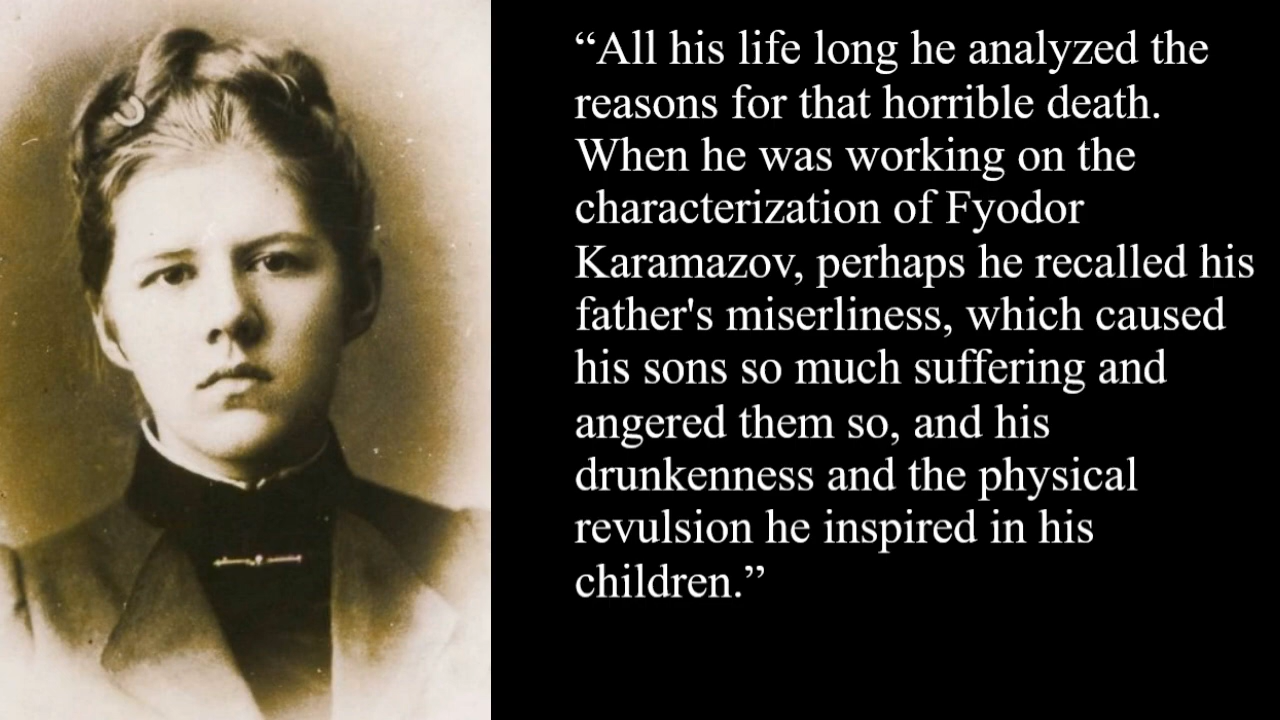 “All his life long he analyzed the
reasons for that horrible death.
When he was working on the
characterization of Fyodor
Karamazov, perhaps he recalled his
father's miserliness, which caused
his sons so much suffering and
angered them so, and his
drunkenness and the physical
revulsion he inspired in his
children.”